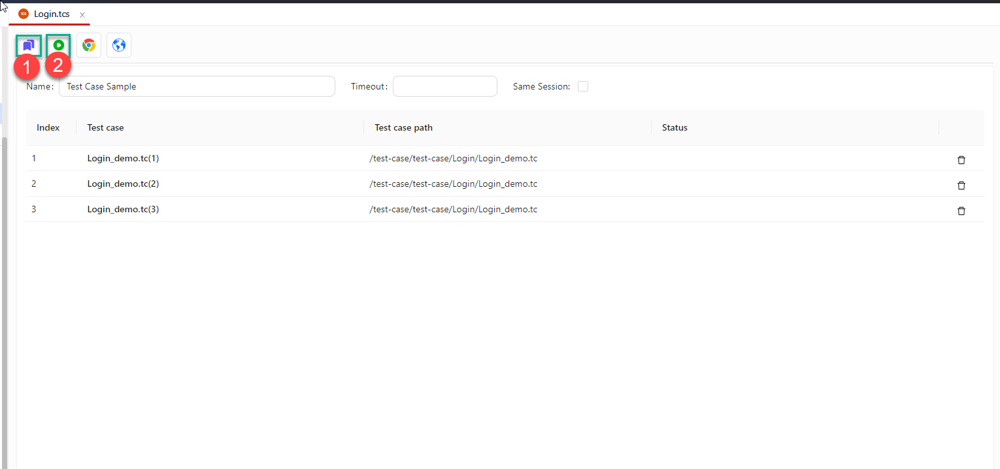 TCS Login.tcs
1 2
Name: Test Case Sample Timeout: Same Session:
Index Test case Test case path Status
1 Login_demo.tc(1) /test-case/test-case/Login/Login_demo.tc
2 Login_demo.tc(2) /test-case/test-case/Login/Login_demo.tc
3 Login_demo.tc(3) /test-case/test-case/Login/Login_demo.tc